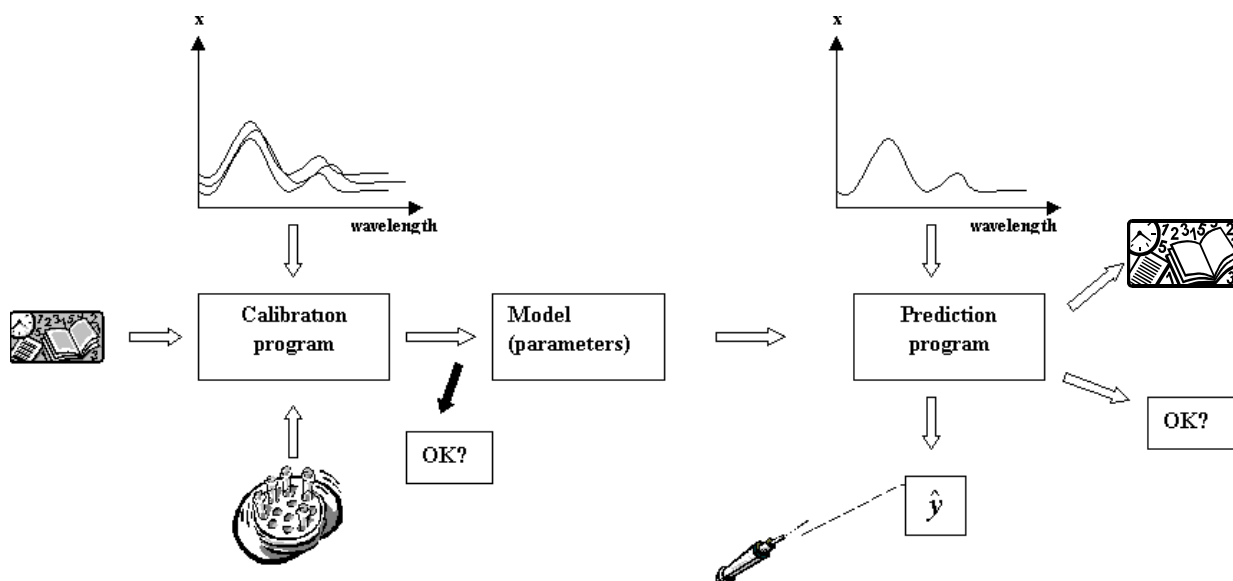 x
wavelength
x
wavelength
Calibration
program
Model
(parameters)
Prediction
program
OK?
OK?
ŷ